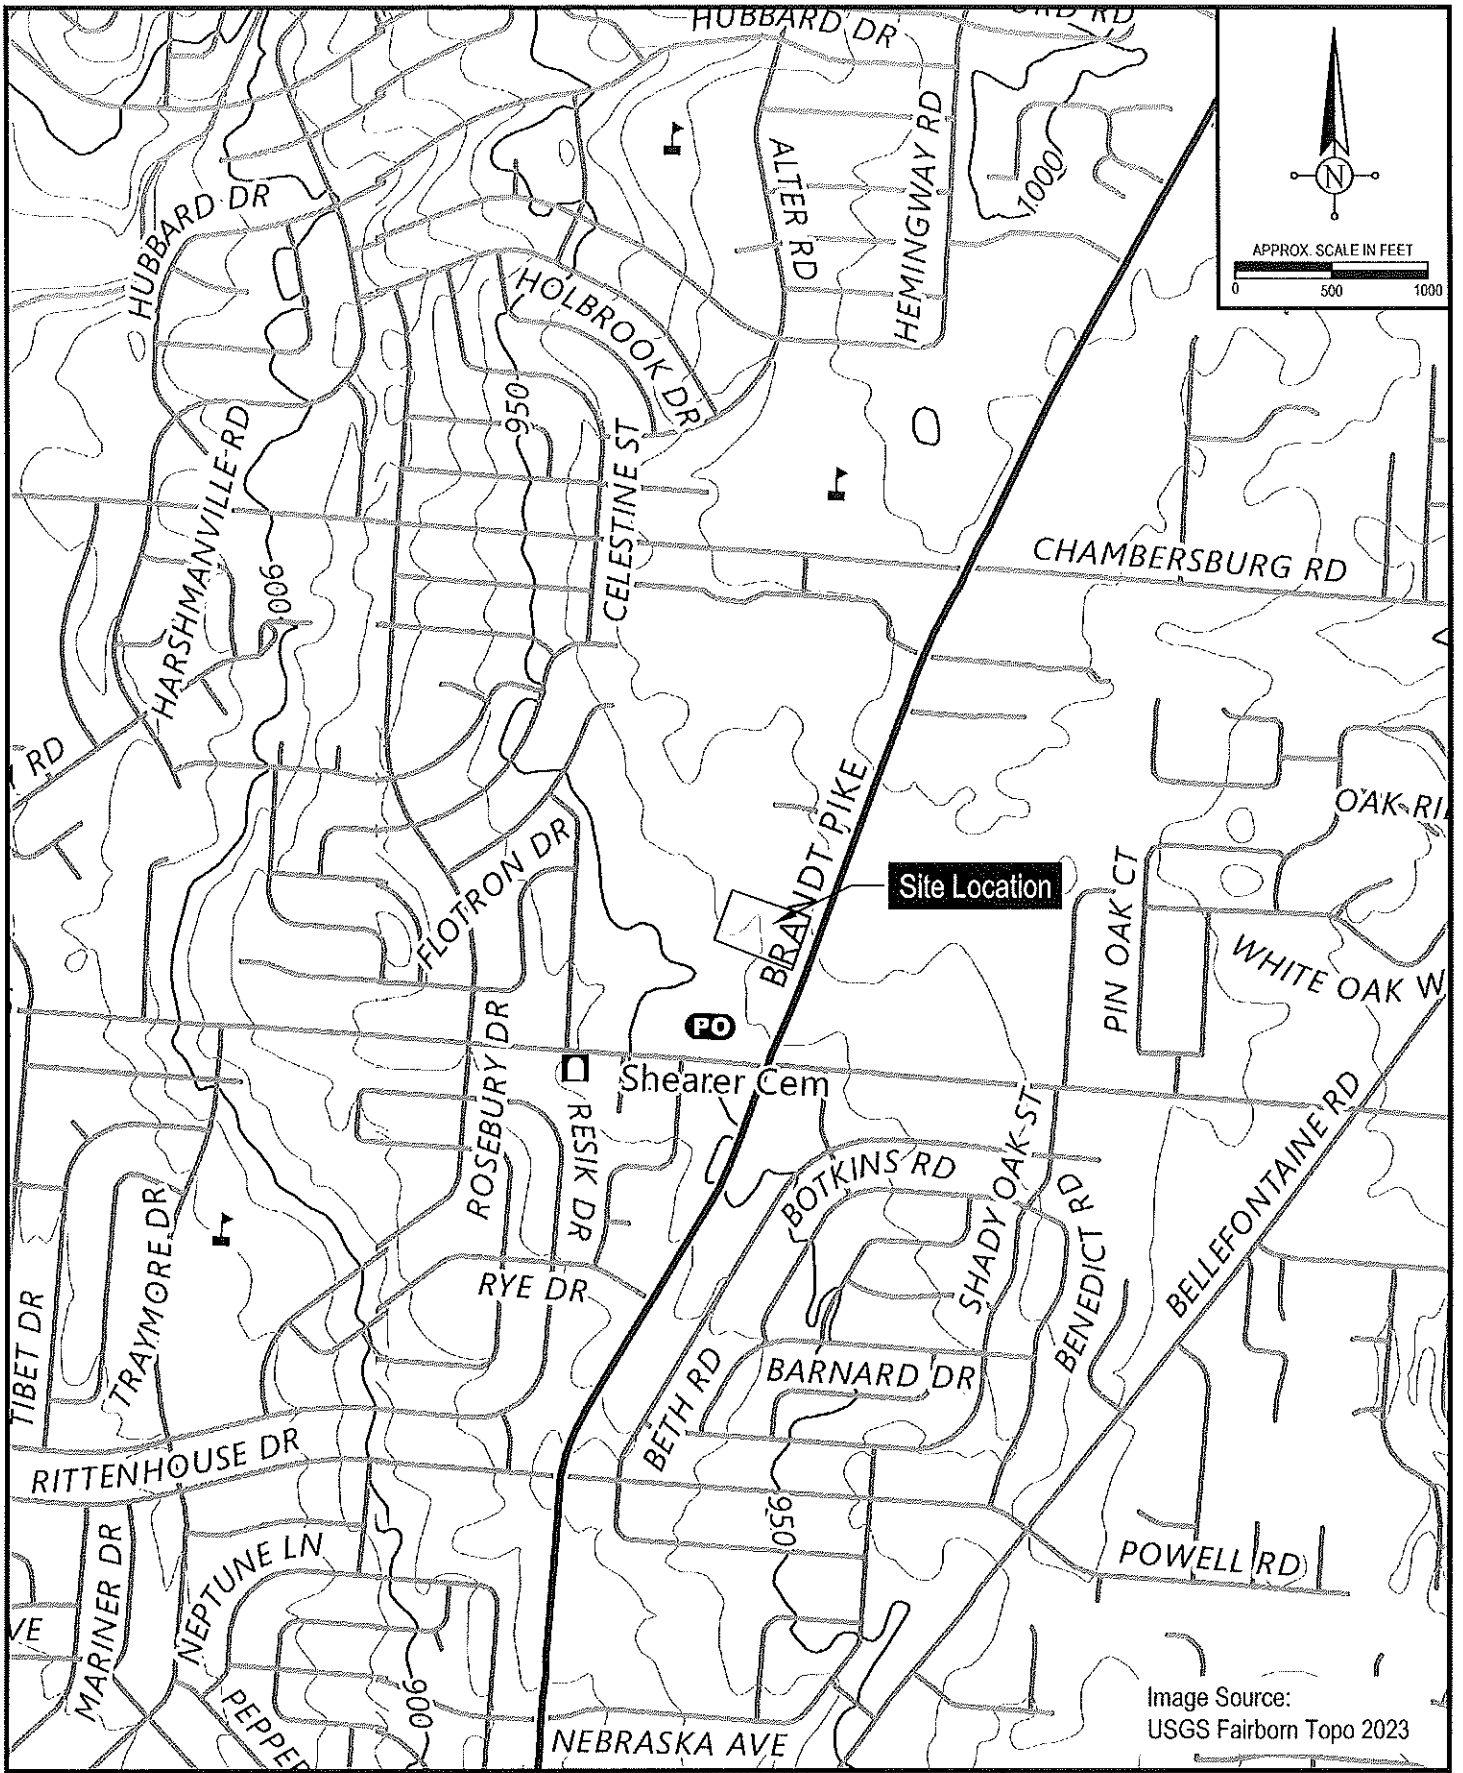 HUBBARD DR
ALTER RD
HEMINGWAY RD
1000
N
APPROX. SCALE IN FEET
0 500 1000
HUBBARD DR
HOLBROOK DR
950
CELESTINE ST
HARSHMANVILLE RD
900
CHAMBERSBURG RD
RD
BRANDT PIKE
OAK RI
Site Location
FLOTRON DR
PIN OAK CT
WHITE OAK W
PO
ROSEBURY DR
Shearer Cem
RESIK DR
BOTKINS RD
SHADY OAK ST
BENEDICT RD
BELLEFONTAINE RD
TRAYMORE DR
TIBET DR
RYE DR
BETH RD
BARNARD DR
RITTENHOUSE DR
950
POWELL RD
MARINER DR
NEPTUNE LN
VE
PEPPER
900
NEBRASKA AVE
Image Source:
USGS Fairborn Topo 2023